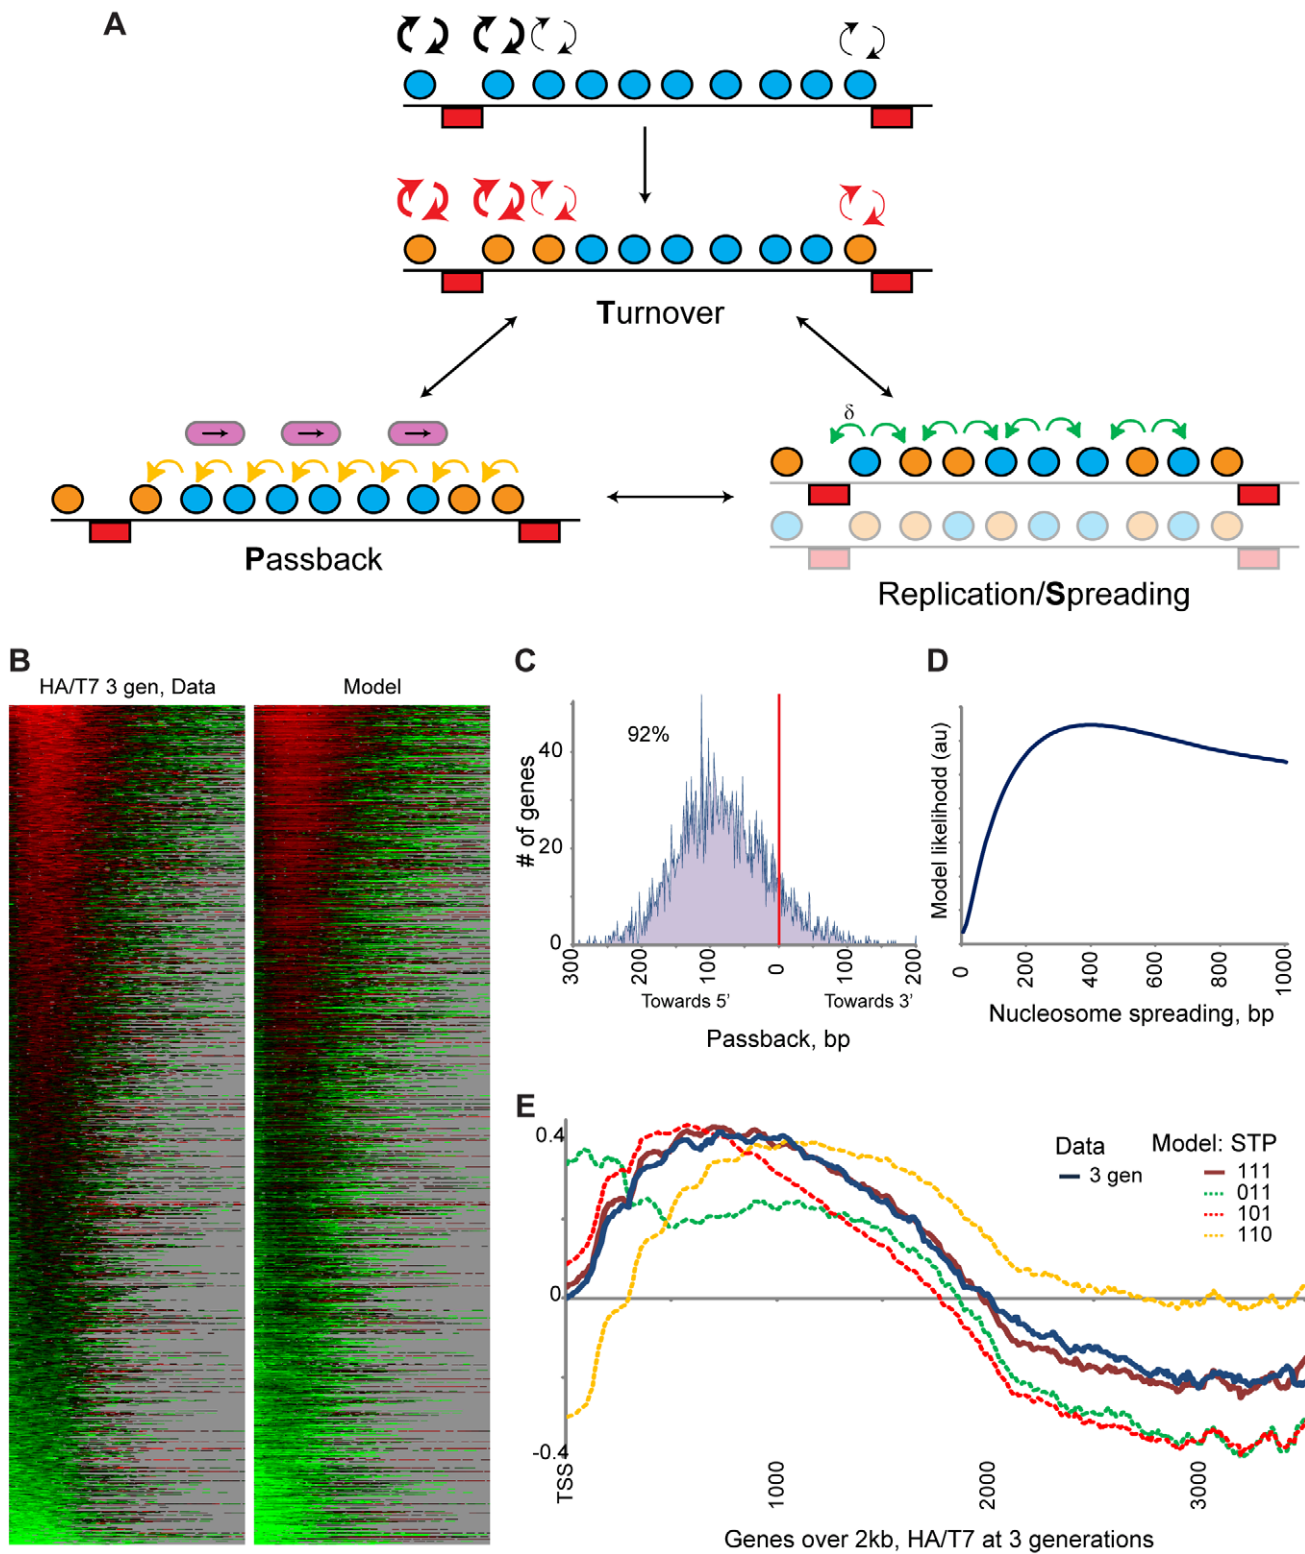 A
Turnover
δ
Passback
Replication/Spreading
B
HA/T7 3 gen, Data
Model
C
92%
# of genes
40
20
0
300
200
100
0
100
200
Towards 5'
Towards 3'
Passback, bp
D
Model likelihodd (au)
0
200
400
600
800
1000
Nucleosome spreading, bp
E
0.4
0
-0.4
TSS
1000
2000
3000
Data
3 gen
Model: STP
111
011
101
110
Genes over 2kb, HA/T7 at 3 generations